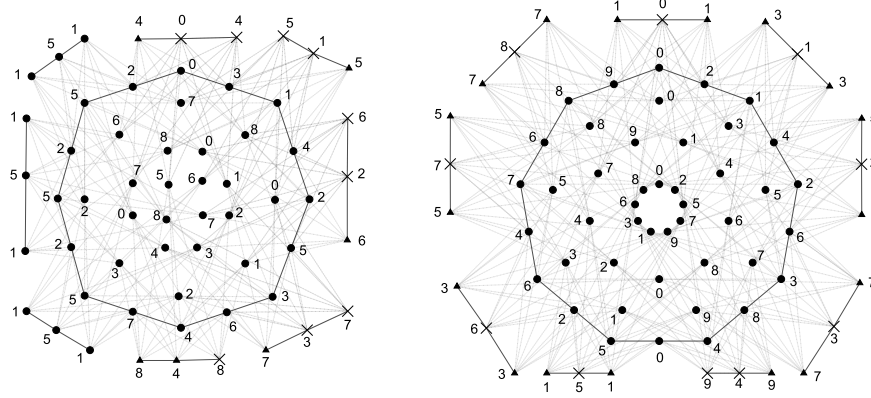 1 4 0 4 5
5 1
1 2 0 3 5
5 7 1
1 6 6
8 0 8
2 4
5 7 5 6 1 2
0
5 2 2
0 8 7 2
1 2 4 3 5 6
3 1
5 2 3
1 7 6 7
5 4 3
1 7
8 4 8
7 1 0 1 3
8 0 1
7 9 2 3
8 0 1
5
8 9 1 3
6 4
7 7 0 4
7 5 8 2 5 2
5 6 5
4 3 7 6
4 6
1 9
3 2 8 7
3 6 0 3 7
2 1 9 8
6 3
5 0 4
3 7
1 5 1 9 4 9